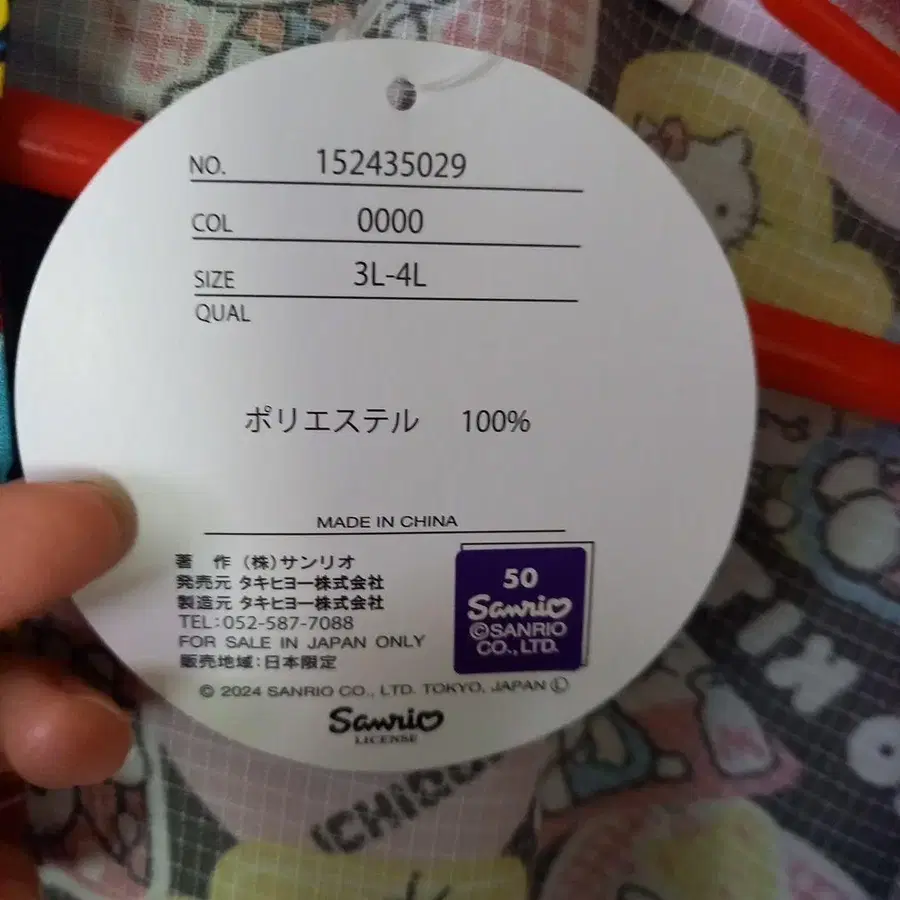 NO. 152435029
COL 0000
SIZE 3L-4L
QUAL
ポリエステル 100%
MADE IN CHINA
著 作 (株)サンリオ
発売元 タキヒヨー株式会社
製造元 タキヒヨー株式会社
TEL:052-587-7088
FOR SALE IN JAPAN ONLY
販売地域:日本限定
50
Sanrio
©SANRIO
CO., LTD.
© 2024 SANRIO CO., LTD. TOKYO, JAPAN Ⓛ
Sanrio
LICENSE